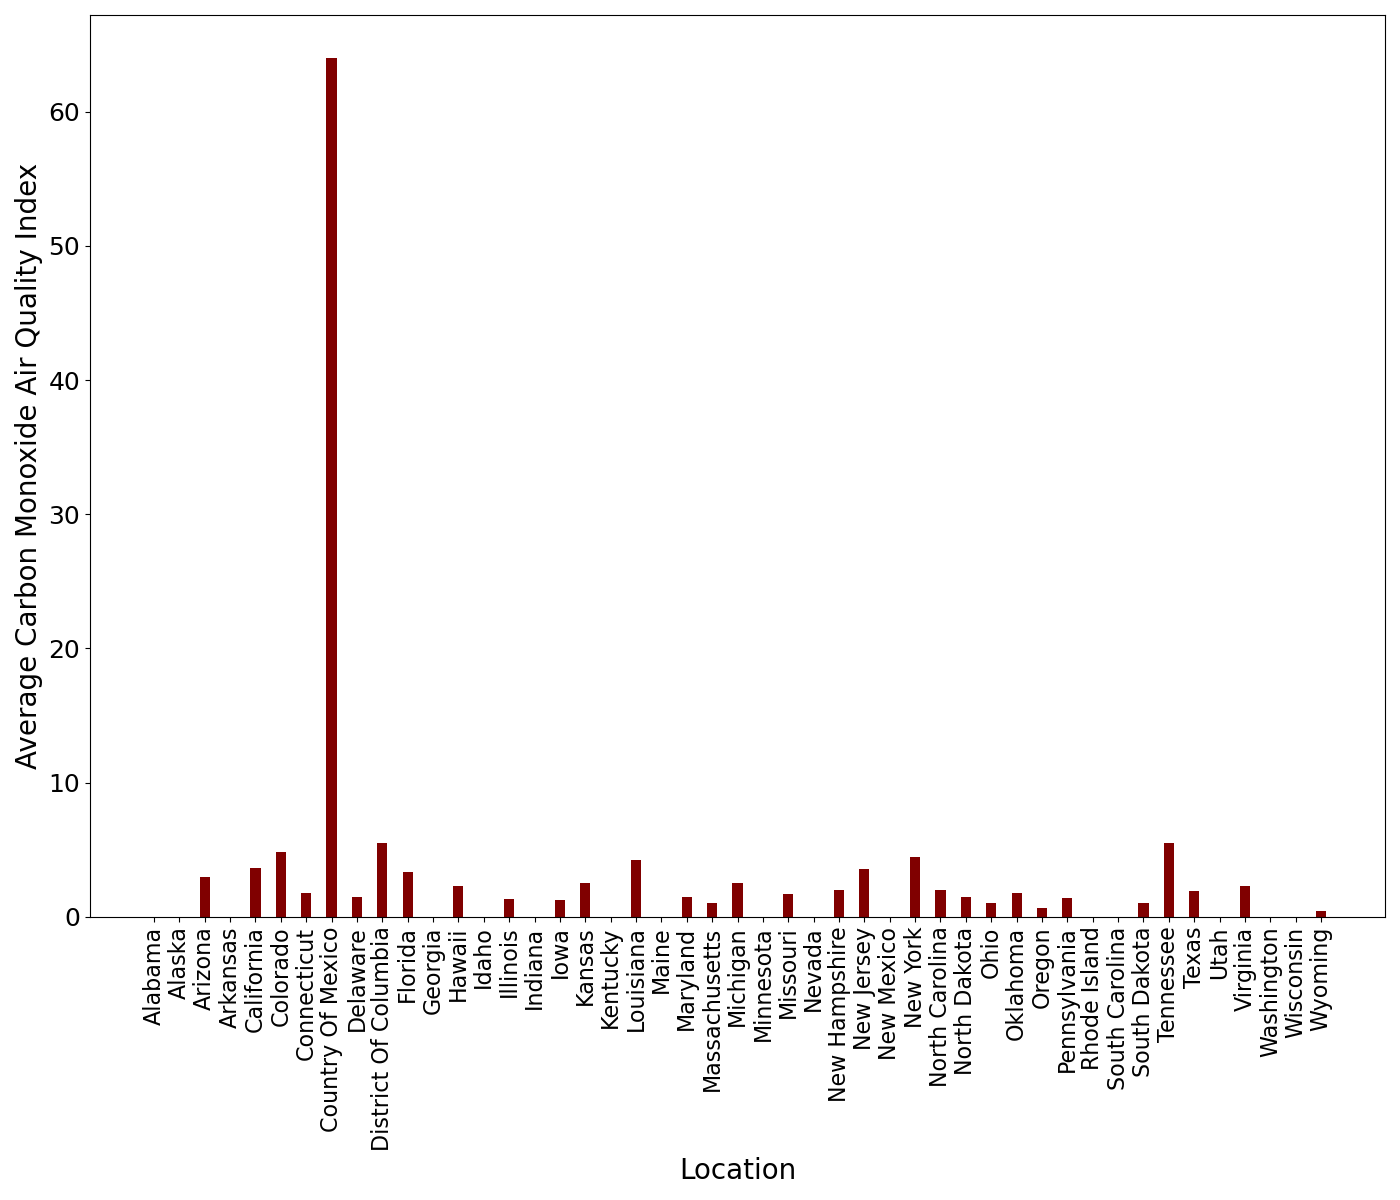 Average Carbon Monoxide Air Quality Index
60
50
40
30
20
10
0
Alabama
Alaska
Arizona
Arkansas
California
Colorado
Connecticut
Country Of Mexico
Delaware
District Of Columbia
Florida
Georgia
Hawaii
Idaho
Illinois
Indiana
Iowa
Kansas
Kentucky
Louisiana
Maine
Maryland
Massachusetts
Michigan
Minnesota
Missouri
Nevada
New Hampshire
New Jersey
New Mexico
New York
North Carolina
North Dakota
Ohio
Oklahoma
Oregon
Pennsylvania
Rhode Island
South Carolina
South Dakota
Tennessee
Texas
Utah
Virginia
Washington
Wisconsin
Wyoming
Location